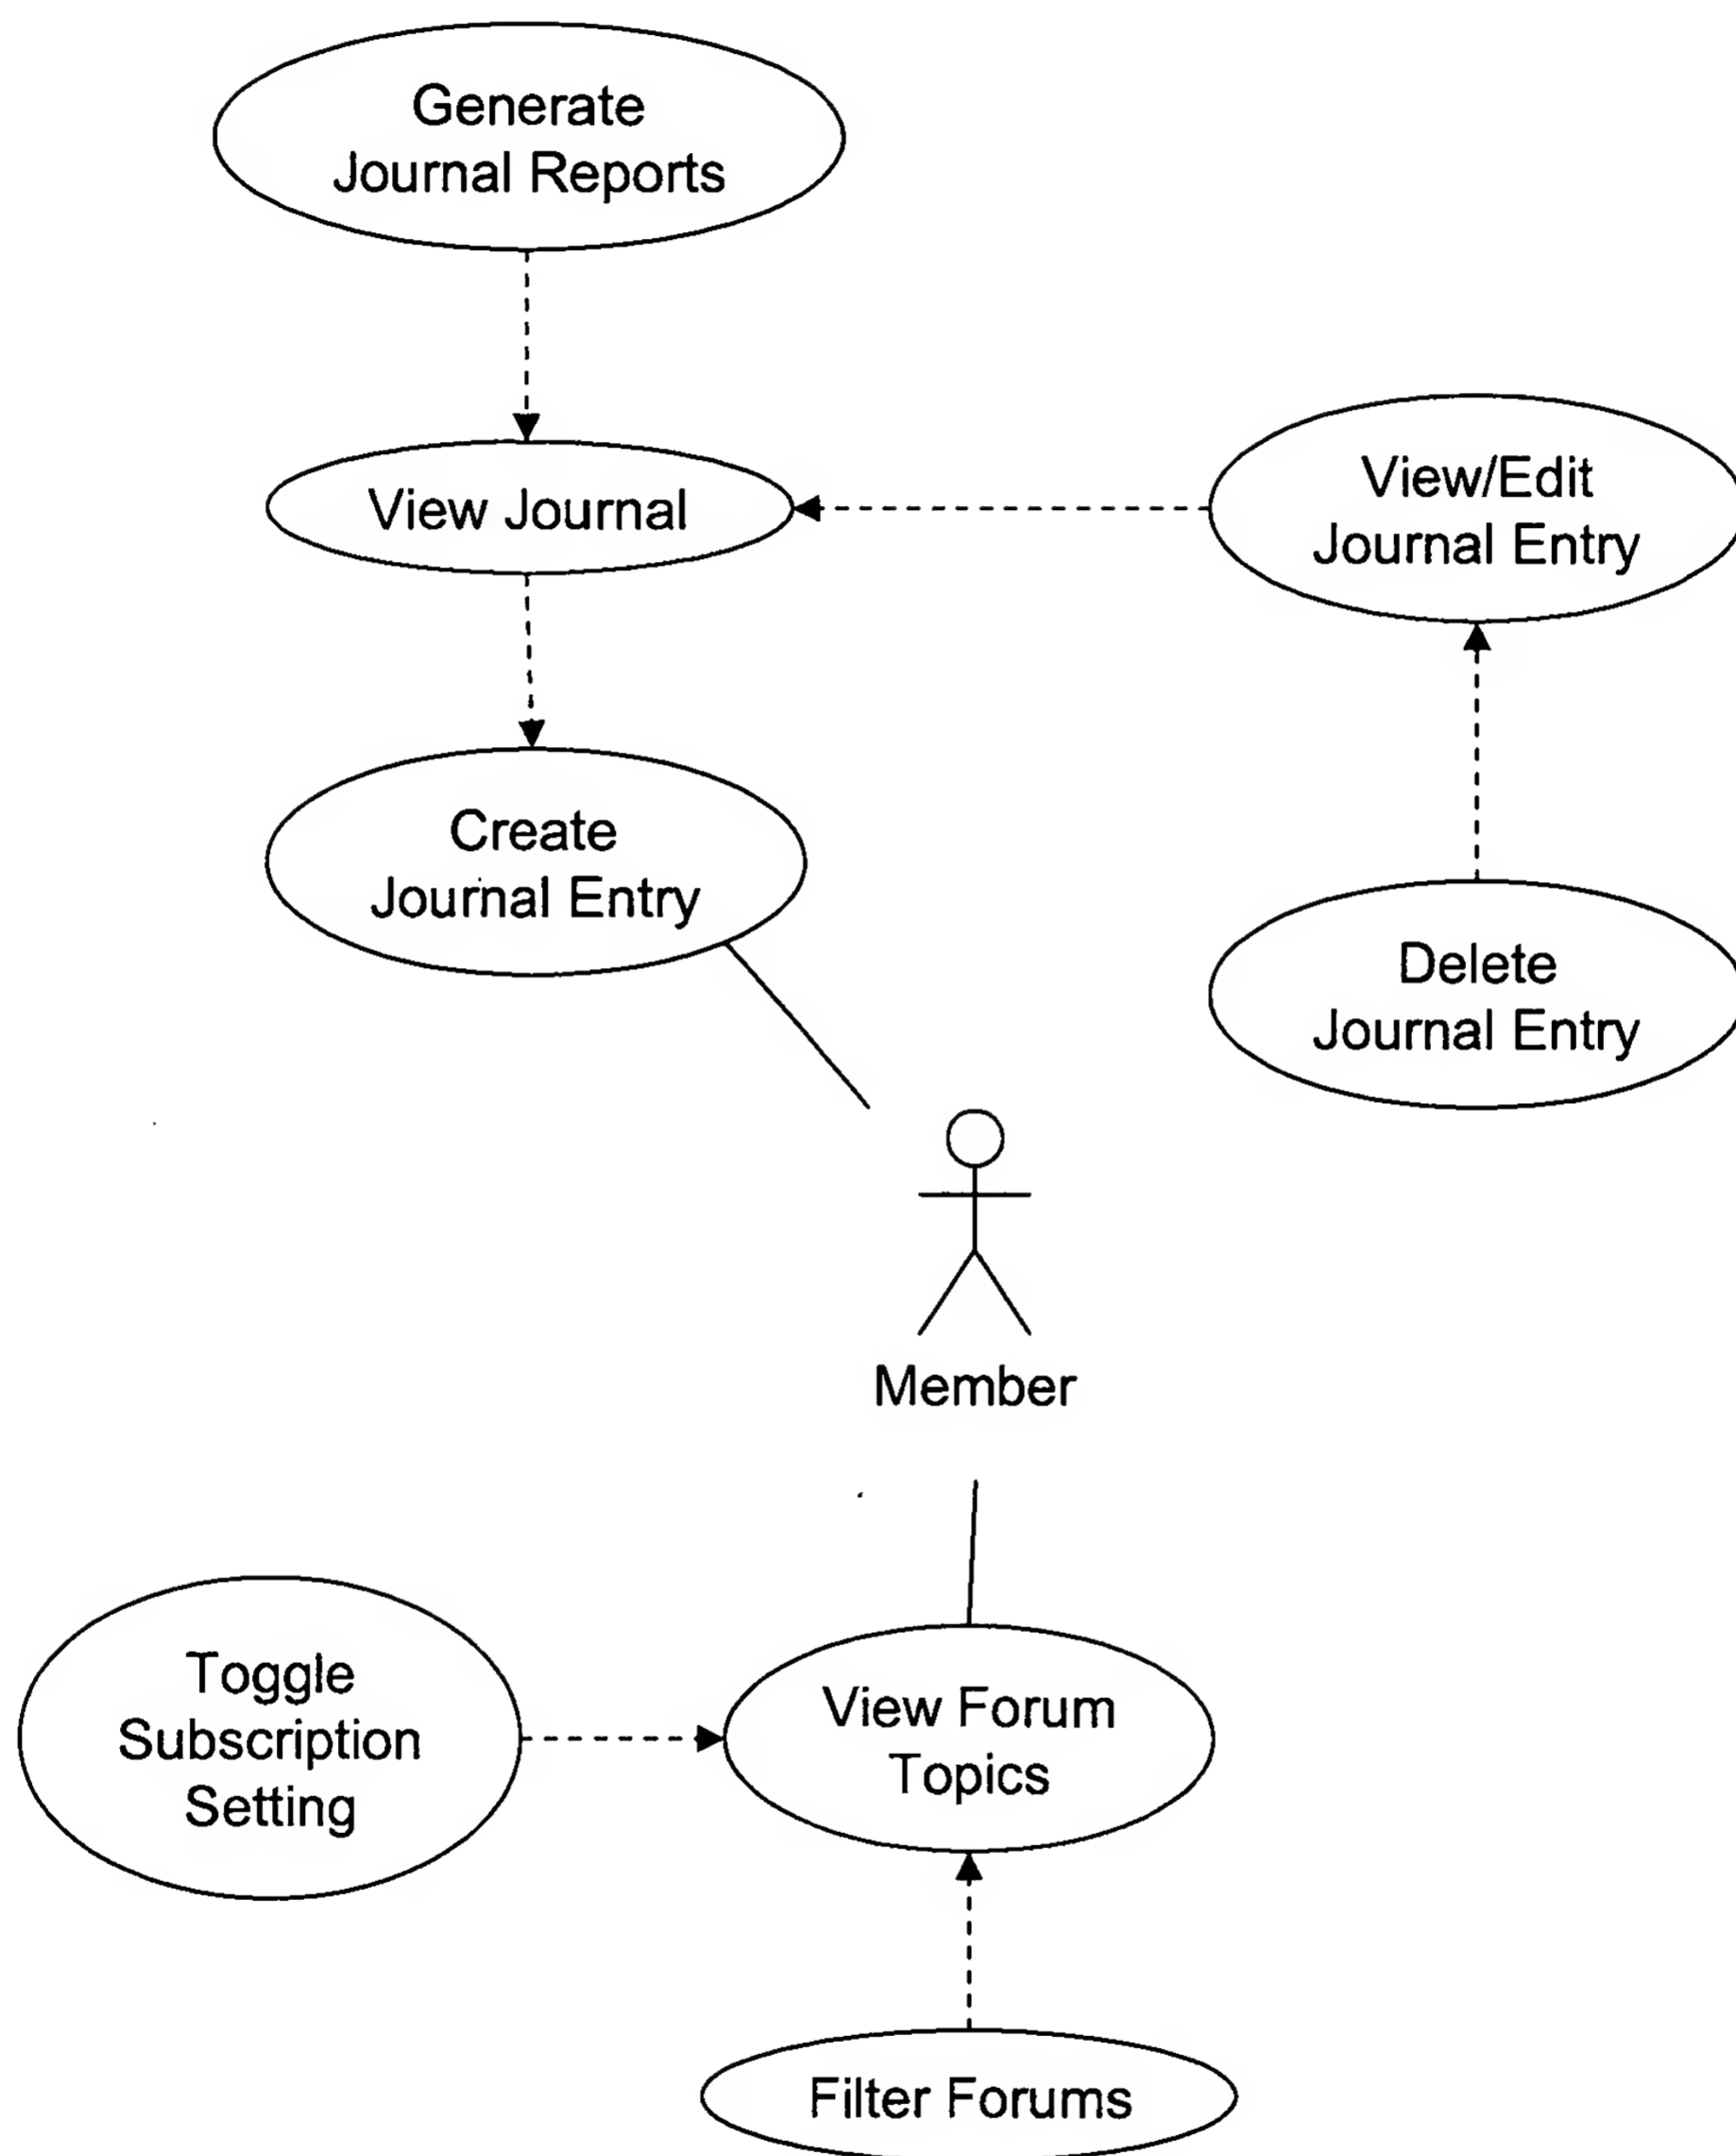 Generate
Journal Reports
View Journal
View/Edit
Journal Entry
Create
Journal Entry
Delete
Journal Entry
Member
Toggle
Subscription
Setting
View Forum
Topics
Filter Forums